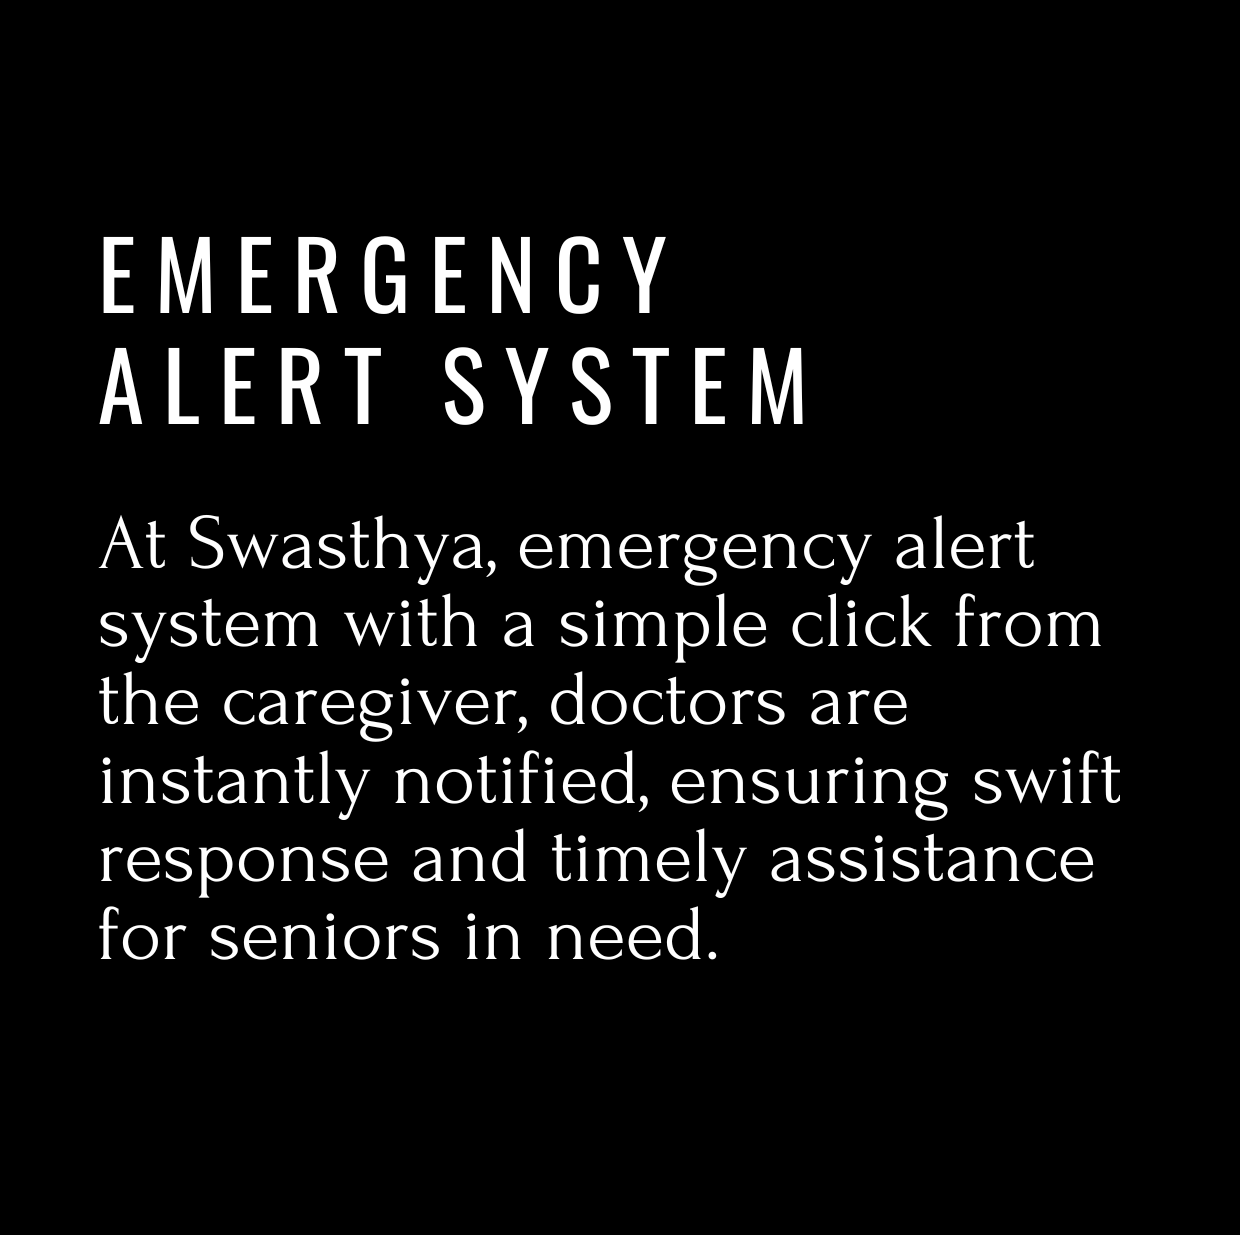 EMERGENCY
ALERT SYSTEM
At Swasthya, emergency alert
system with a simple click from
the caregiver, doctors are
instantly notified, ensuring swift
response and timely assistance
for seniors in need.